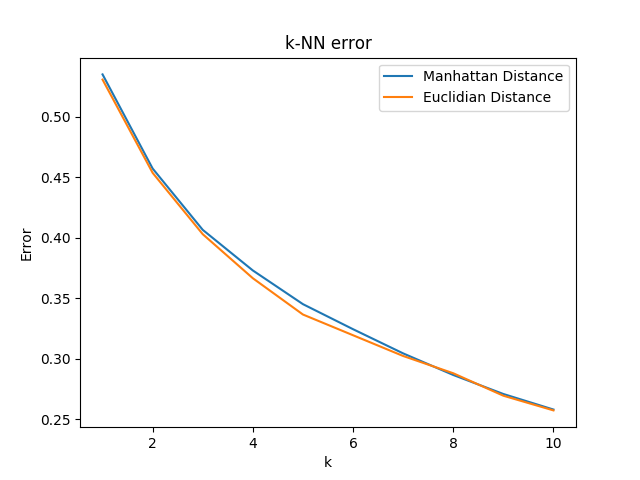 k-NN error
Manhattan Distance
Euclidian Distance
Error
0.50
0.45
0.40
0.35
0.30
0.25
2 4 6 8 10
k